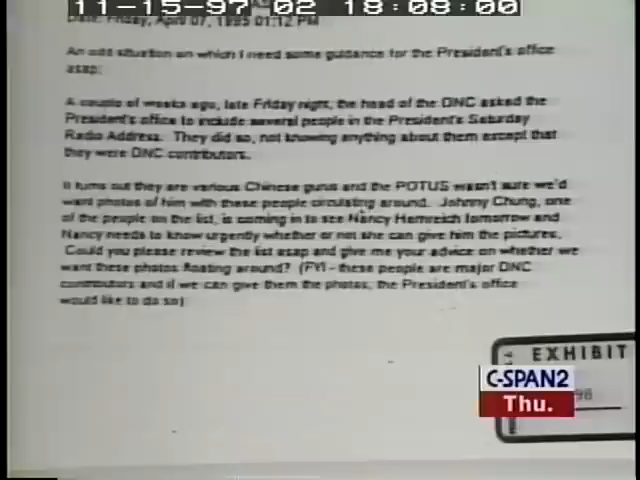 11-15-97 02 18:08:00
Date: Friday, April 07, 1995 01:12 PM
An odd situation on which I need some guidance for the President's office
asap:
A couple of weeks ago, late Friday night, the head of the DNC asked the
President's office to include several people in the President's Saturday
Radio Address. They did so, not knowing anything about them except that
they were DNC contributors.
It turns out they are various Chinese gurus and the POTUS wasn't sure we'd
want photos of him with these people circulating around. Johnny Chung, one
of the people on the list, is coming in to see Nancy Hernreich tomorrow and
Nancy needs to know urgently whether or not she can give him the pictures.
Could you please review the list asap and give me your advice on whether we
want these photos floating around? (FYI - these people are major DNC
contributors and if we can give them the photos, the President's office
would like to do so)
EXHIBIT
C-SPAN2
98
Thu.